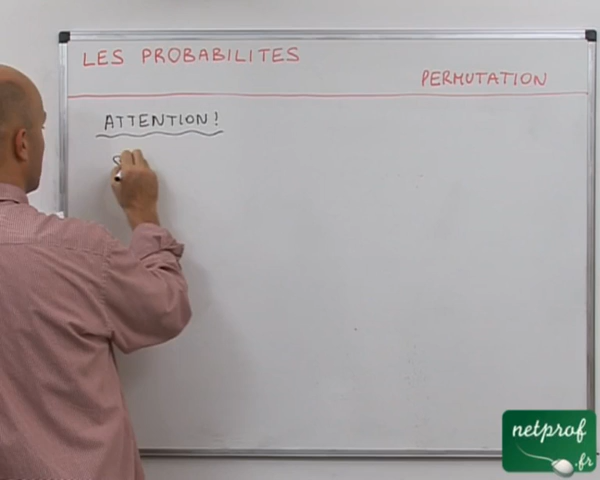 LES PROBABILITES
PERMUTATION
ATTENTION!
netprof
.fr